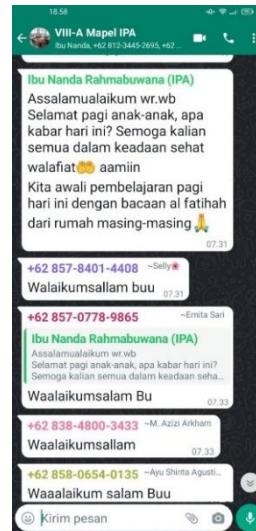 18.58
VIII-A Mapel IPA
Ibu Nanda, +62 812-3445-2695, +62 ...
Ibu Nanda Rahmabuwana (IPA)
Assalamualaikum wr.wb
Selamat pagi anak-anak, apa
kabar hari ini? Semoga kalian
semua dalam keadaan sehat
walafiat🤲 aamiin
Kita awali pembelajaran pagi
hari ini dengan bacaan al fatihah
dari rumah masing-masing🙏
07.31
+62 857-8401-4408 ~Selly🌸
Walaikumsallam buu 07.31
+62 857-0778-9865 ~Emita Sari
Ibu Nanda Rahmabuwana (IPA)
Assalamualaikum wr.wb
Selamat pagi anak-anak, apa kabar hari ini?
Semoga kalian semua dalam keadaan seha...
Waalaikumsalam Bu 07.33
+62 838-4800-3433 ~M. Azizi Arkham
Waalaikumsallam 07.33
+62 858-0654-0135 ~Ayu Shinta Agusti...
Waaalaikum salam Buu
Kirim pesan